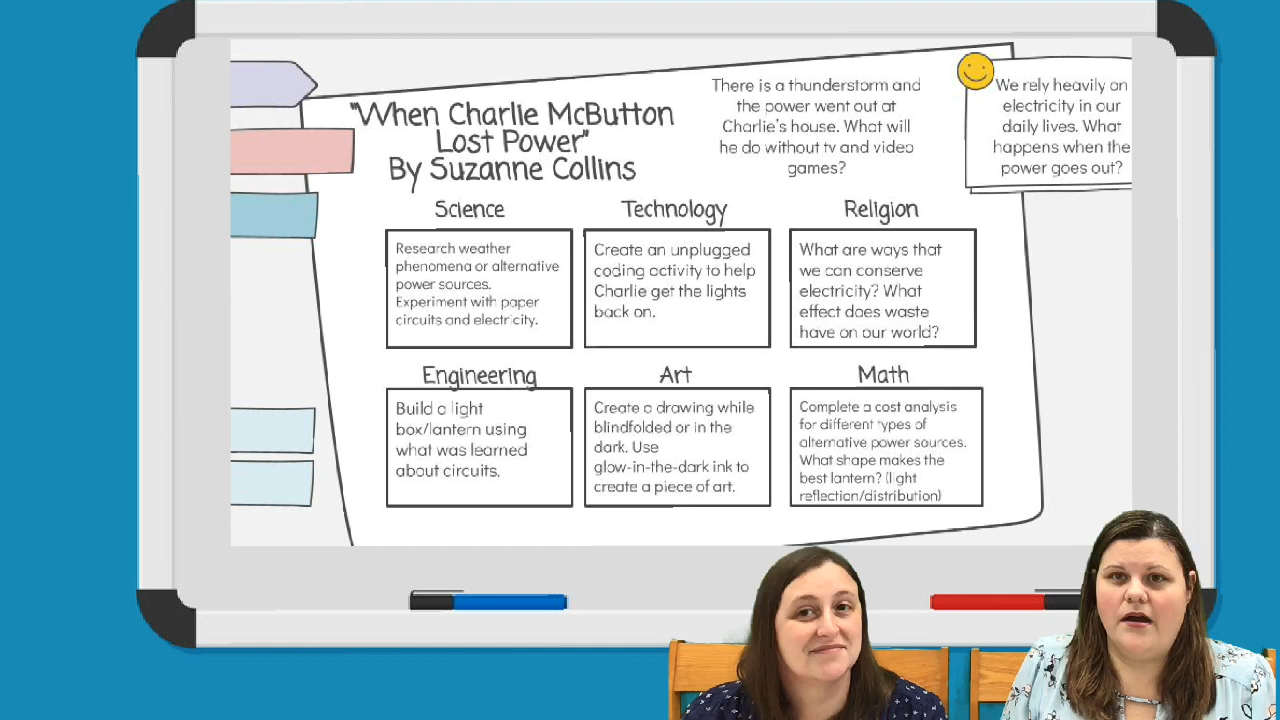 "When Charlie McButton
Lost Power"
By Suzanne Collins
There is a thunderstorm and
the power went out at
Charlie's house. What will
he do without tv and video
games?
We rely heavily on
electricity in our
daily lives. What
happens when the
power goes out?
Science
Research weather
phenomena or alternative
power sources.
Experiment with paper
circuits and electricity.
Technology
Create an unplugged
coding activity to help
Charlie get the lights
back on.
Religion
What are ways that
we can conserve
electricity? What
effect does waste
have on our world?
Engineering
Build a light
box/lantern using
what was learned
about circuits.
Art
Create a drawing while
blindfolded or in the
dark. Use
glow-in-the-dark ink to
create a piece of art.
Math
Complete a cost analysis
for different types of
alternative power sources.
What shape makes the
best lantern? (light
reflection/distribution)